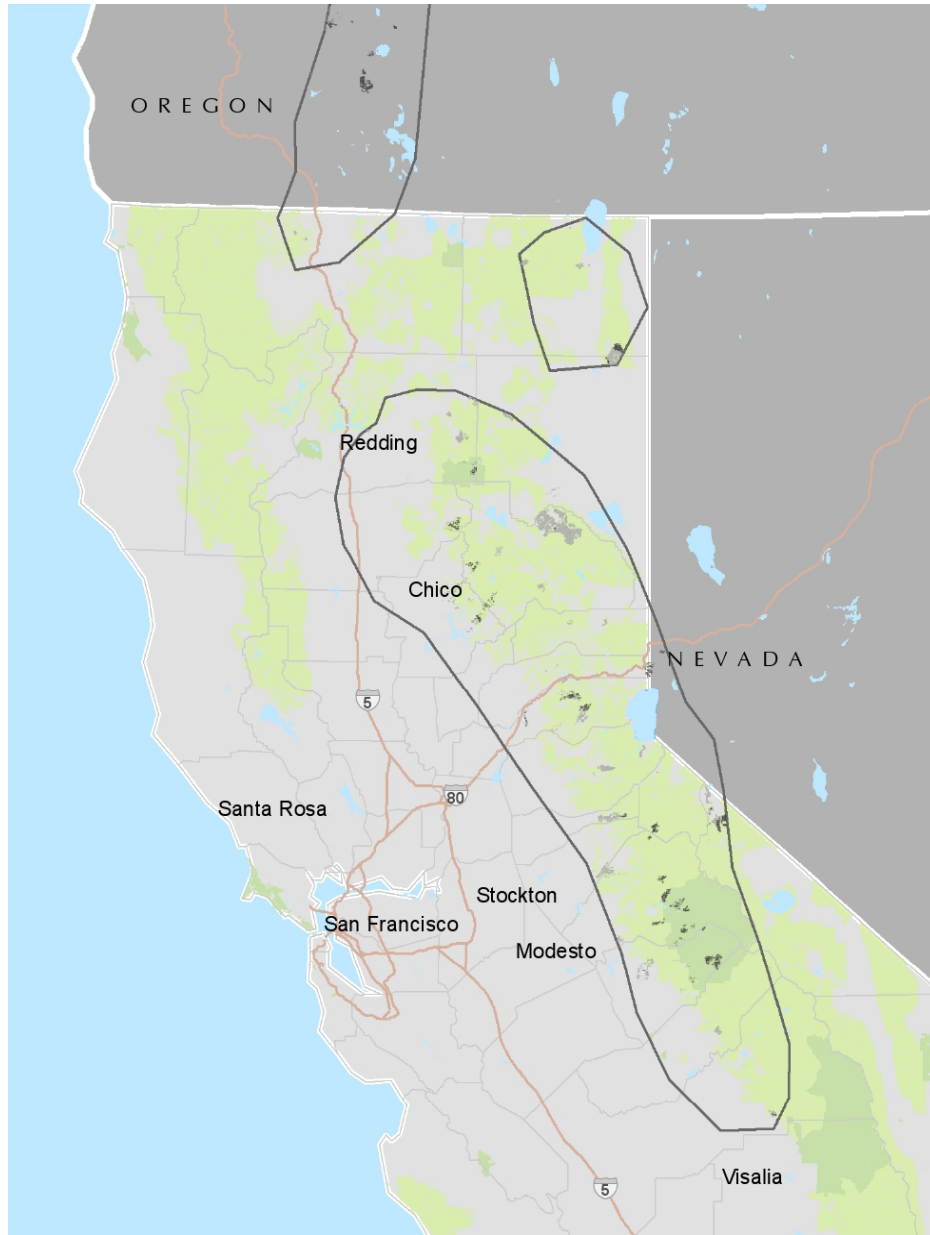 OREGON
Redding
Chico
NEVADA
5
80
Santa Rosa
Stockton
San Francisco
Modesto
Visalia
5